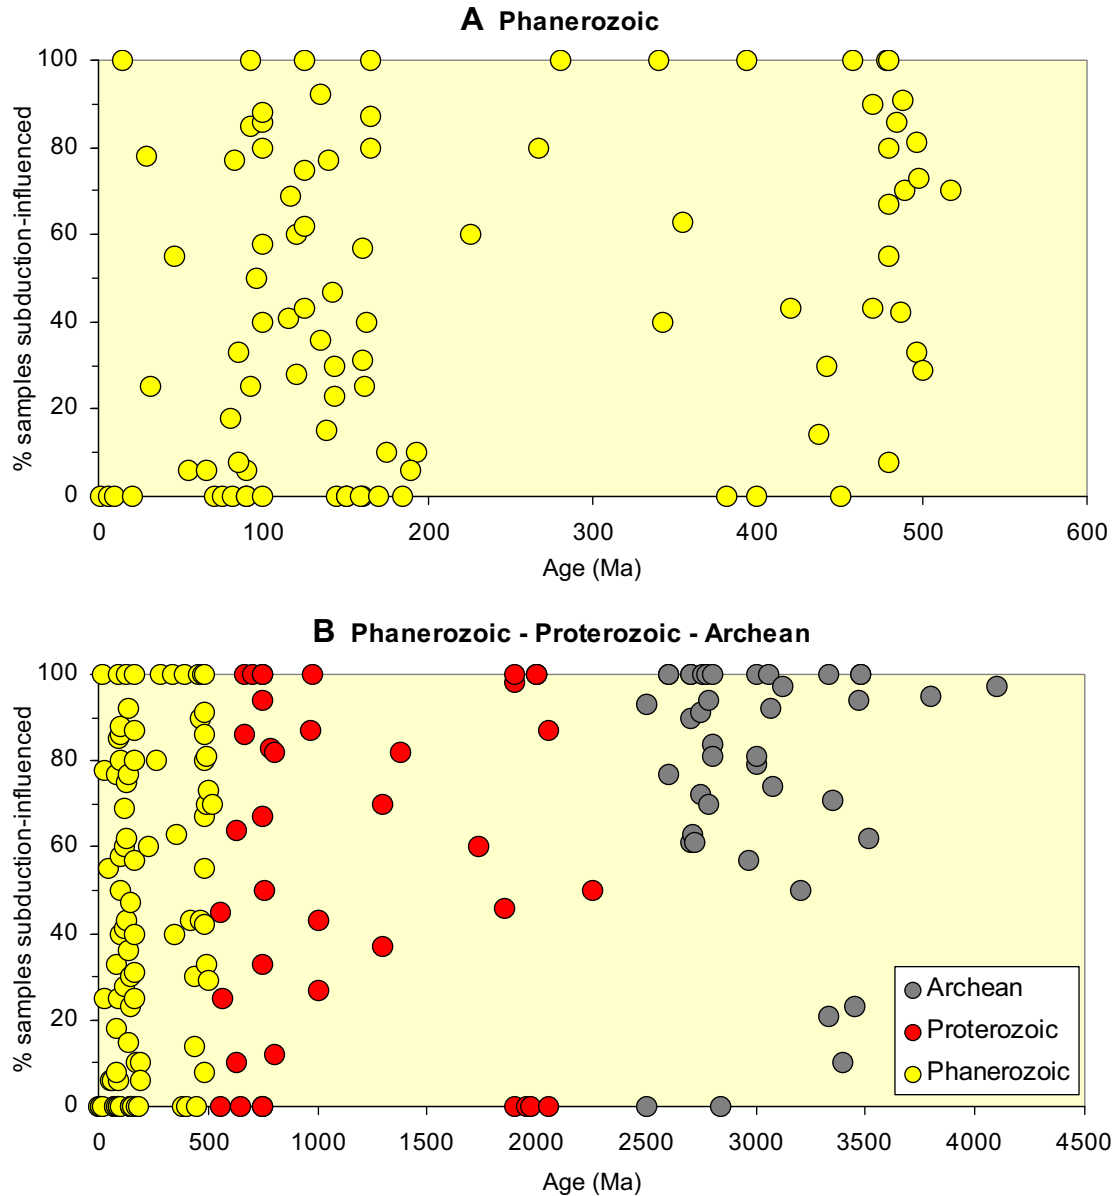 A Phanerozoic
% samples subduction-influenced
100
80
60
40
20
0
0 100 200 300 400 500 600
Age (Ma)
B Phanerozoic - Proterozoic - Archean
% samples subduction-influenced
100
80
60
40
20
0
Archean
Proterozoic
Phanerozoic
0 500 1000 1500 2000 2500 3000 3500 4000 4500
Age (Ma)